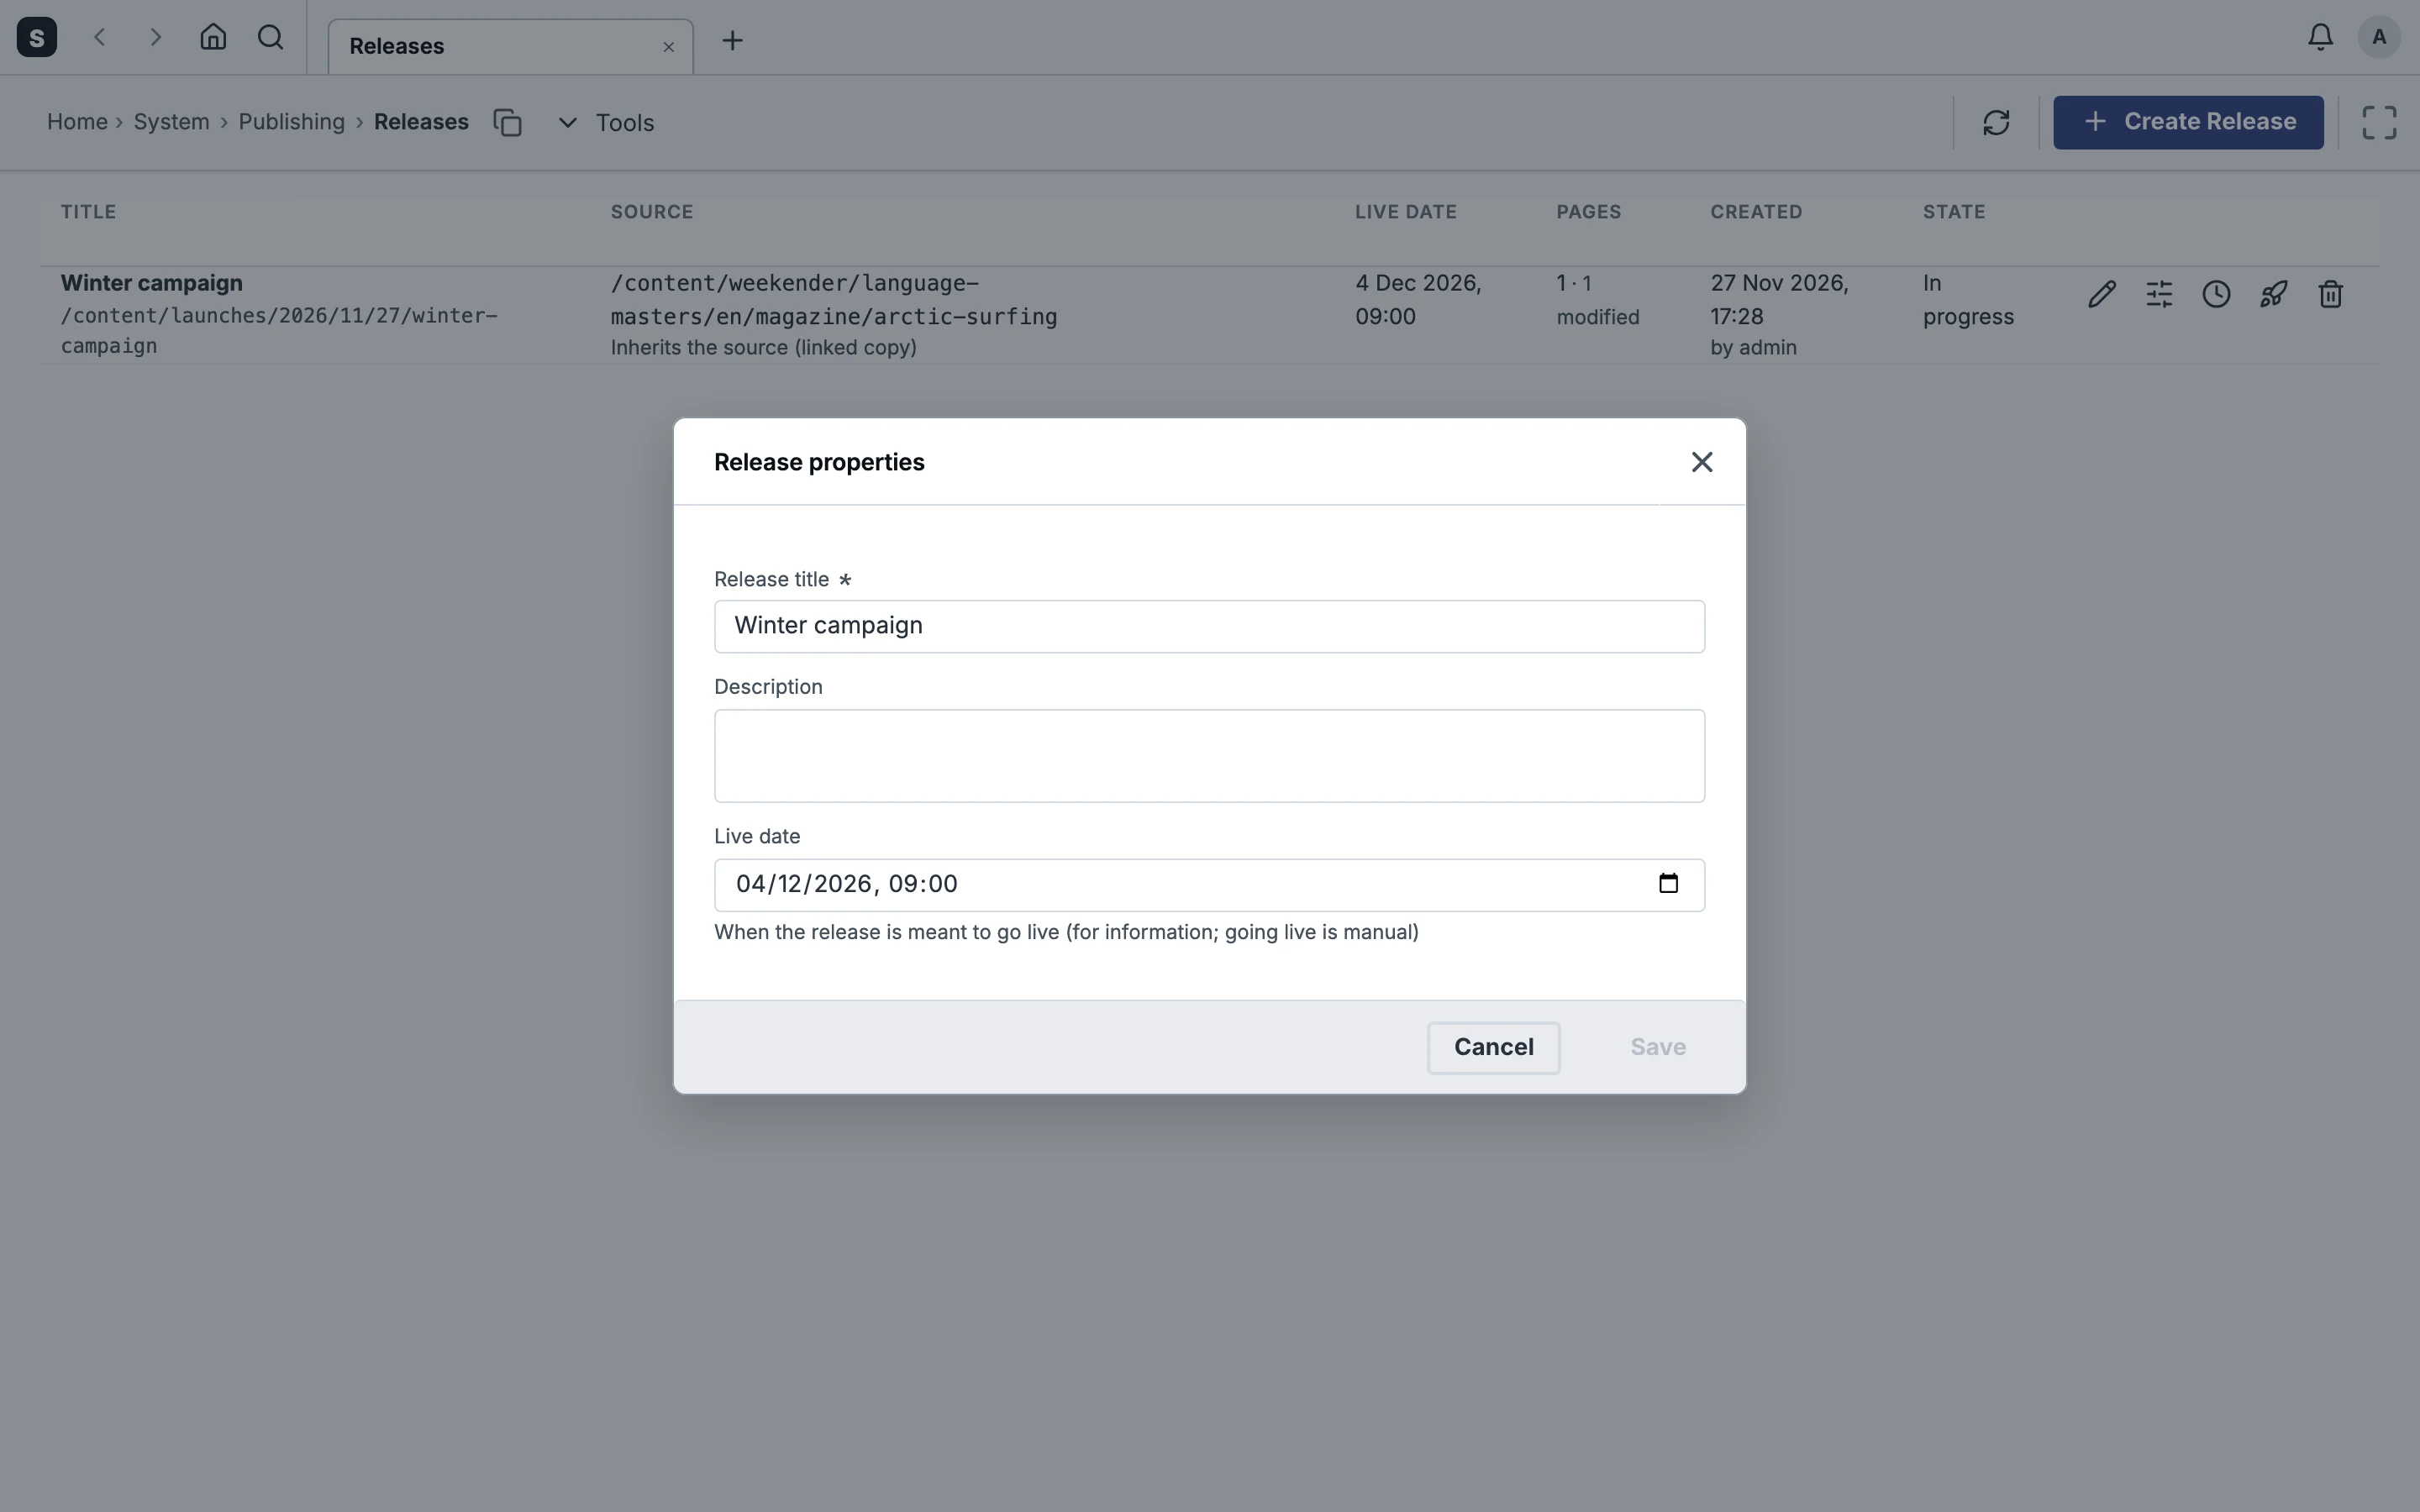 S
Releases
A
Home › System › Publishing › Releases
Tools
Create Release
TITLE
SOURCE
LIVE DATE
PAGES
CREATED
STATE
Winter campaign
/content/launches/2026/11/27/winter-
campaign
/content/weekender/language-
masters/en/magazine/arctic-surfing
Inherits the source (linked copy)
4 Dec 2026,
09:00
1 · 1
modified
27 Nov 2026,
17:28
by admin
In
progress
Release properties
Release title *
Winter campaign
Description
Live date
04/12/2026, 09:00
When the release is meant to go live (for information; going live is manual)
Cancel
Save